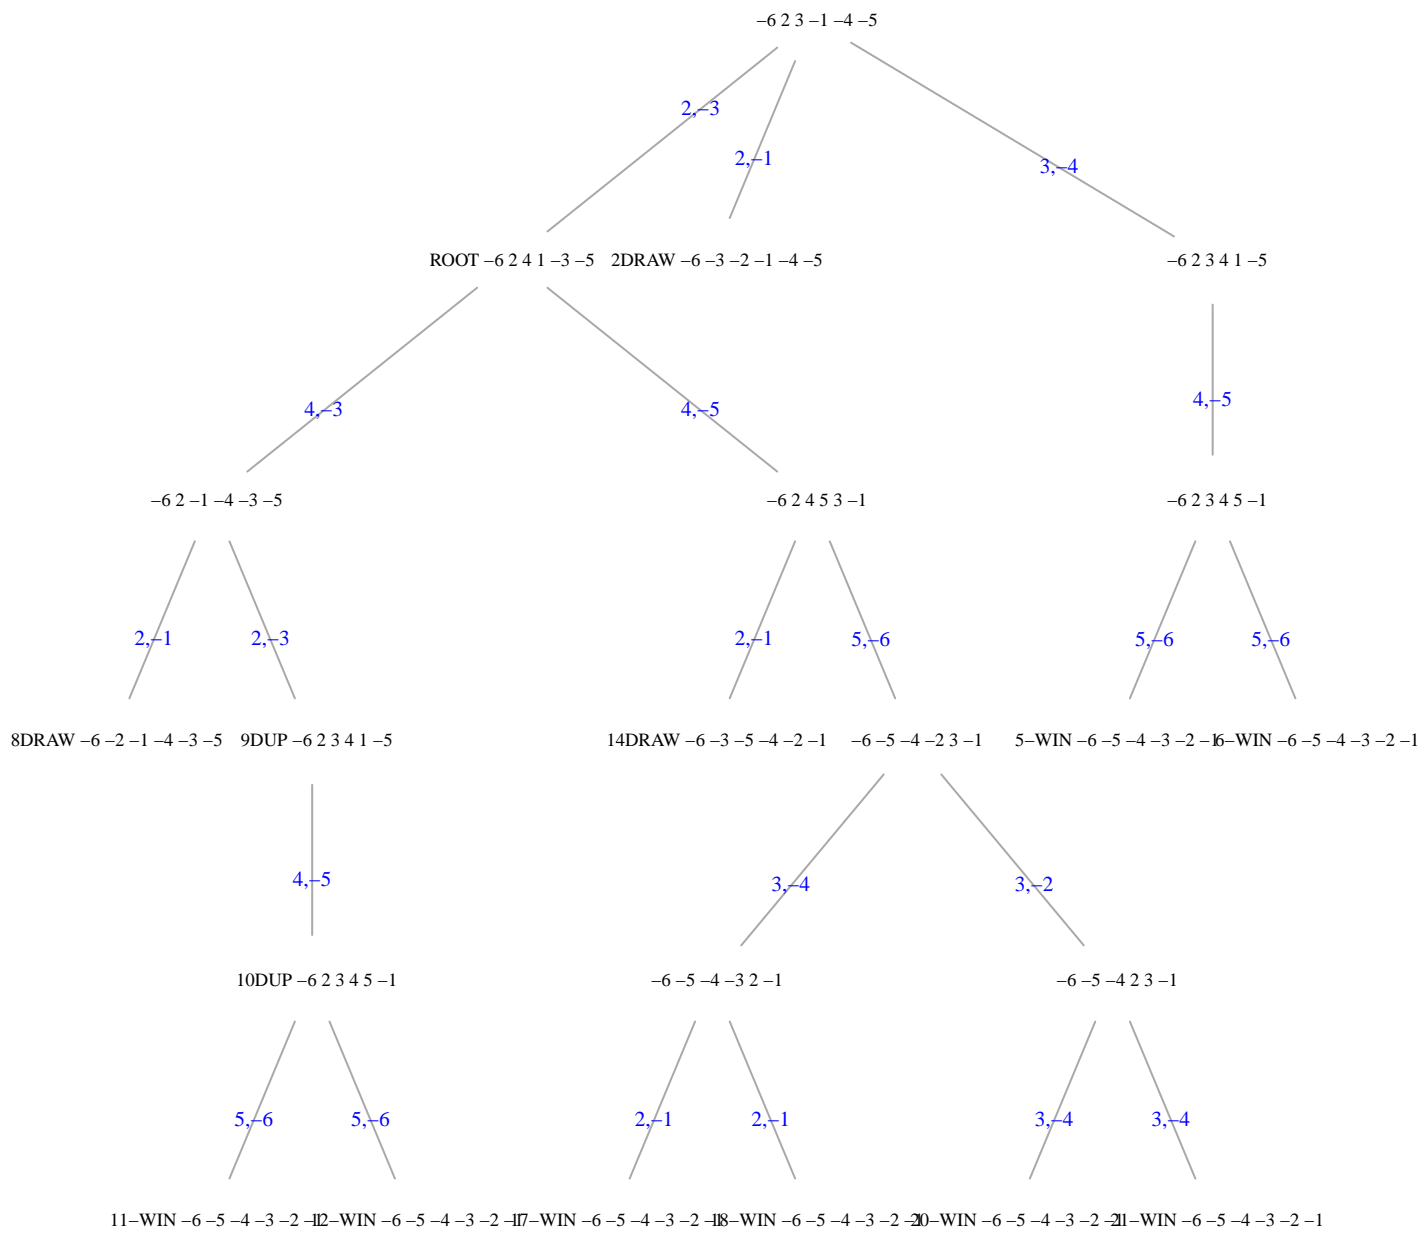 –6 2 3 –1 –4 –5
2,–3
2,–1
3,–4
ROOT –6 2 4 1 –3 –5
2DRAW –6 –3 –2 –1 –4 –5
–6 2 3 4 1 –5
4,–3
4,–5
4,–5
–6 2 –1 –4 –3 –5
–6 2 4 5 3 –1
–6 2 3 4 5 –1
2,–1
2,–3
2,–1
5,–6
5,–6
5,–6
8DRAW –6 –2 –1 –4 –3 –5
9DUP –6 2 3 4 1 –5
14DRAW –6 –3 –5 –4 –2 –1
–6 –5 –4 –2 3 –1
5–WIN –6 –5 –4 –3 –2 –1
6–WIN –6 –5 –4 –3 –2 –1
4,–5
3,–4
3,–2
10DUP –6 2 3 4 5 –1
–6 –5 –4 –3 2 –1
–6 –5 –4 2 3 –1
5,–6
5,–6
2,–1
2,–1
3,–4
3,–4
11–WIN –6 –5 –4 –3 –2 –1
12–WIN –6 –5 –4 –3 –2 –1
17–WIN –6 –5 –4 –3 –2 –1
18–WIN –6 –5 –4 –3 –2 –1
20–WIN –6 –5 –4 –3 –2 –1
21–WIN –6 –5 –4 –3 –2 –1